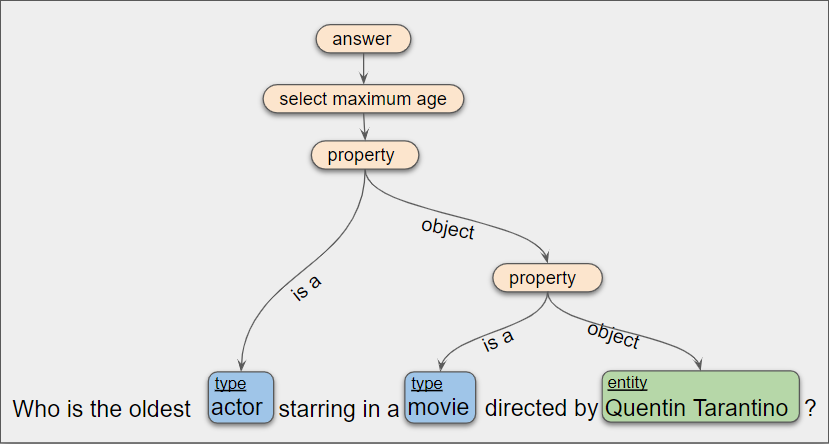 answer
select maximum age
property
object
is a
property
is a
object
type
type
entity
Who is the oldest actor starring in a movie directed by Quentin Tarantino ?